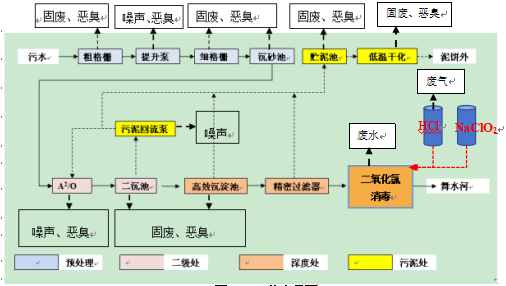 固废、恶臭
噪声、恶臭
固废、恶臭
固废、恶臭
固废、恶臭
污水
粗格栅
提升泵
细格栅
沉砂池
贮泥池
低温干化
泥饼外
废气
污泥回流泵
噪声
废水
HCl
NaClO2
A²/O
二沉池
高效沉淀池
精密过滤器
二氧化氯
消毒
舞水河
噪声、恶臭
固废、恶臭
预处理
二级处
深度处
污泥处